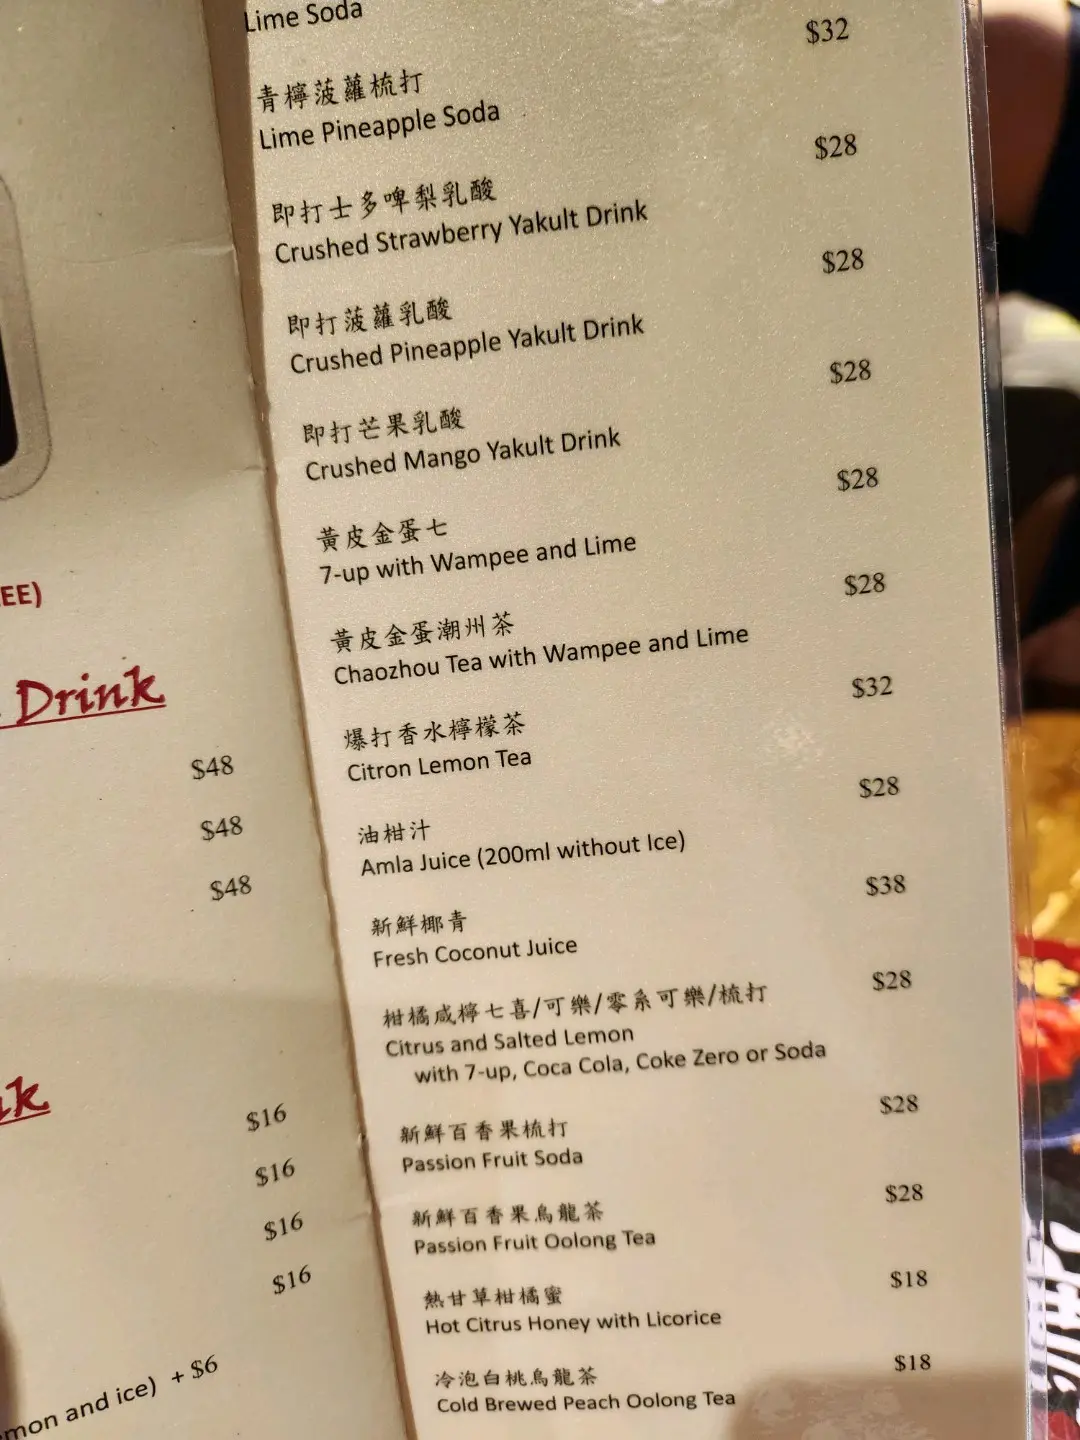 EE)
Drink
$48
$48
$48
$16
$16
$16
$16
and ice) + $6
Lime Soda
$32
青檸菠蘿梳打
Lime Pineapple Soda
$28
即打士多啤梨乳酸
Crushed Strawberry Yakult Drink
$28
即打菠蘿乳酸
Crushed Pineapple Yakult Drink
$28
即打芒果乳酸
Crushed Mango Yakult Drink
$28
黃皮金蛋七
7-up with Wampee and Lime
$28
黃皮金蛋潮州茶
Chaozhou Tea with Wampee and Lime
$32
爆打香水檸檬茶
Citron Lemon Tea
$28
油柑汁
Amla Juice (200ml without Ice)
$38
新鮮椰青
Fresh Coconut Juice
$28
柑橘咸檸七喜/可樂/零系可樂/梳打
Citrus and Salted Lemon
with 7-up, Coca Cola, Coke Zero or Soda
$28
新鮮百香果梳打
Passion Fruit Soda
$28
新鮮百香果烏龍茶
Passion Fruit Oolong Tea
$18
熱甘草柑橘蜜
Hot Citrus Honey with Licorice
$18
冷泡白桃烏龍茶
Cold Brewed Peach Oolong Tea